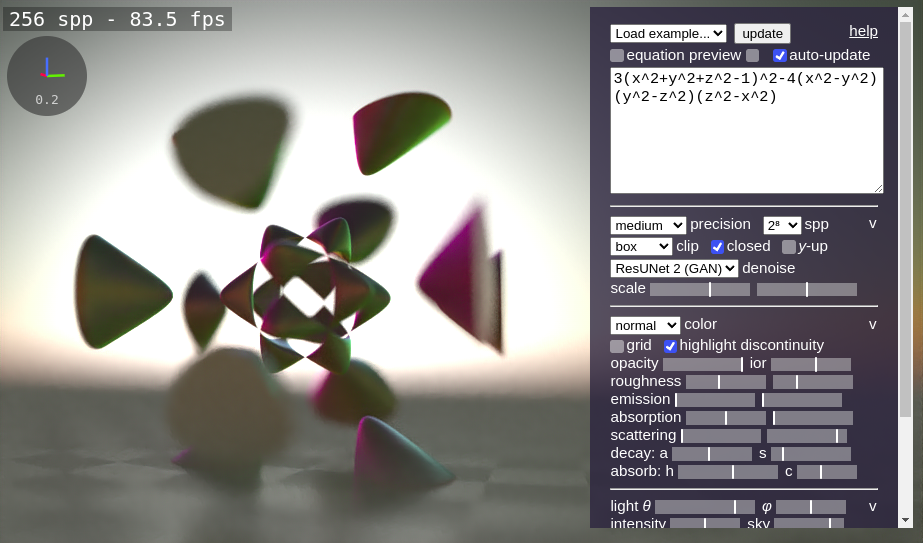 256 spp - 83.5 fps
0.2
Load example... update help
equation preview auto-update
3(x^2+y^2+z^2-1)^2-4(x^2-y^2)
(y^2-z^2)(z^2-x^2)
medium precision 2⁸ spp v
box clip closed y-up
ResUNet 2 (GAN) denoise
scale
normal color v
grid highlight discontinuity
opacity ior
roughness
emission
absorption
scattering
decay: a s
absorb: h c
light θ φ v
intensity sky